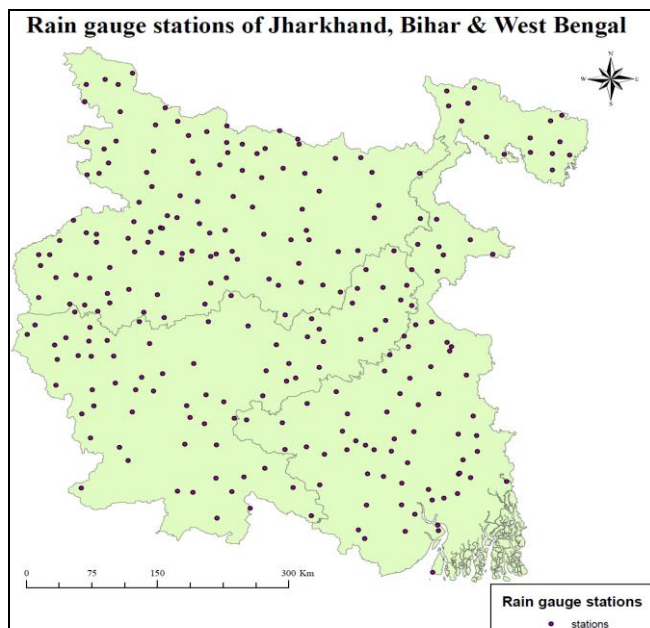 Rain gauge stations of Jharkhand, Bihar & West Bengal
N
W E
S
0 75 150 300 Km
Rain gauge stations
stations